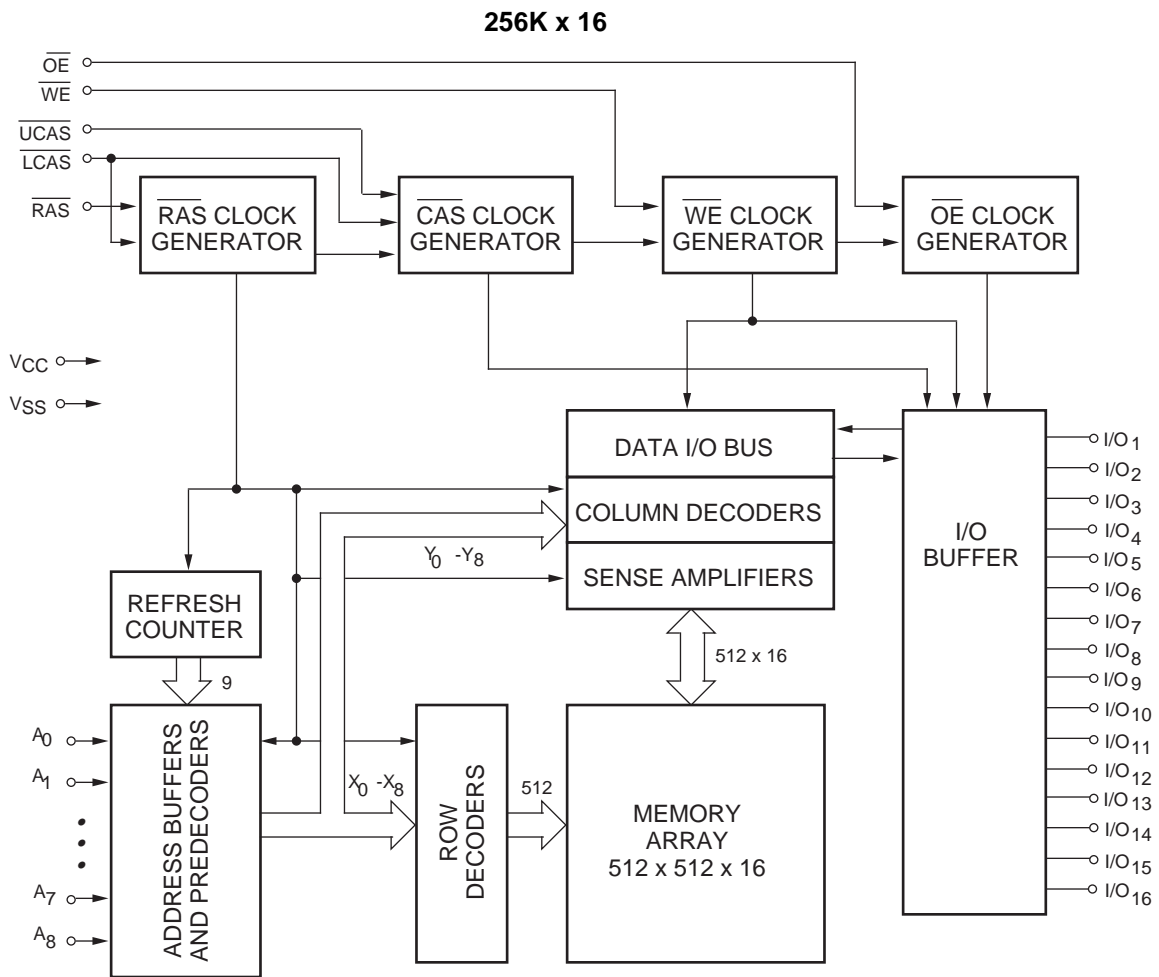 256K x 16
OE
WE
UCAS
LCAS
RAS
RAS CLOCK
GENERATOR
CAS CLOCK
GENERATOR
WE CLOCK
GENERATOR
OE CLOCK
GENERATOR
VCC
VSS
DATA I/O BUS
COLUMN DECODERS
SENSE AMPLIFIERS
Y0 -Y8
I/O
BUFFER
I/O1
I/O2
I/O3
I/O4
I/O5
I/O6
I/O7
I/O8
I/O9
I/O10
I/O11
I/O12
I/O13
I/O14
I/O15
I/O16
REFRESH
COUNTER
9
512 x 16
A0
A1
A7
A8
ADDRESS BUFFERS
AND PREDECODERS
X0 -X8
ROW
DECODERS
512
MEMORY
ARRAY
512 x 512 x 16